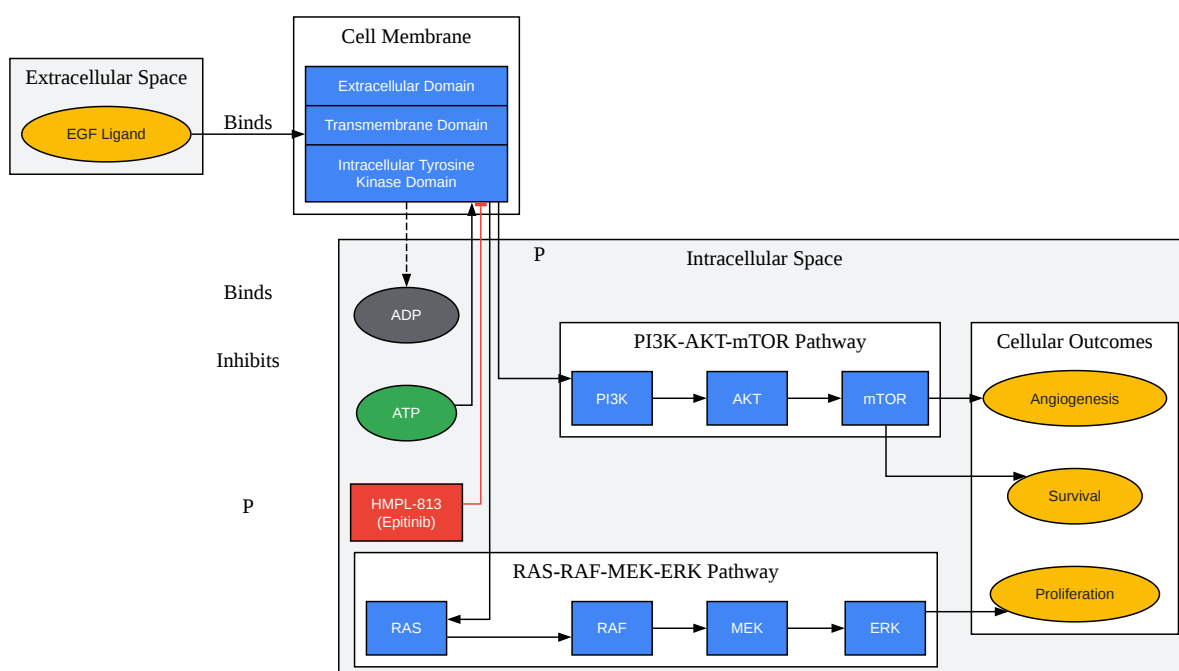 Cell Membrane
Extracellular Space
Extracellular Domain
EGF Ligand
Binds
Transmembrane Domain
Intracellular Tyrosine
Kinase Domain
P
Intracellular Space
Binds
ADP
Inhibits
PI3K-AKT-mTOR Pathway
Cellular Outcomes
ATP
PI3K
AKT
mTOR
Angiogenesis
P
HMPL-813
(Epitinib)
Survival
RAS-RAF-MEK-ERK Pathway
RAS
RAF
MEK
ERK
Proliferation